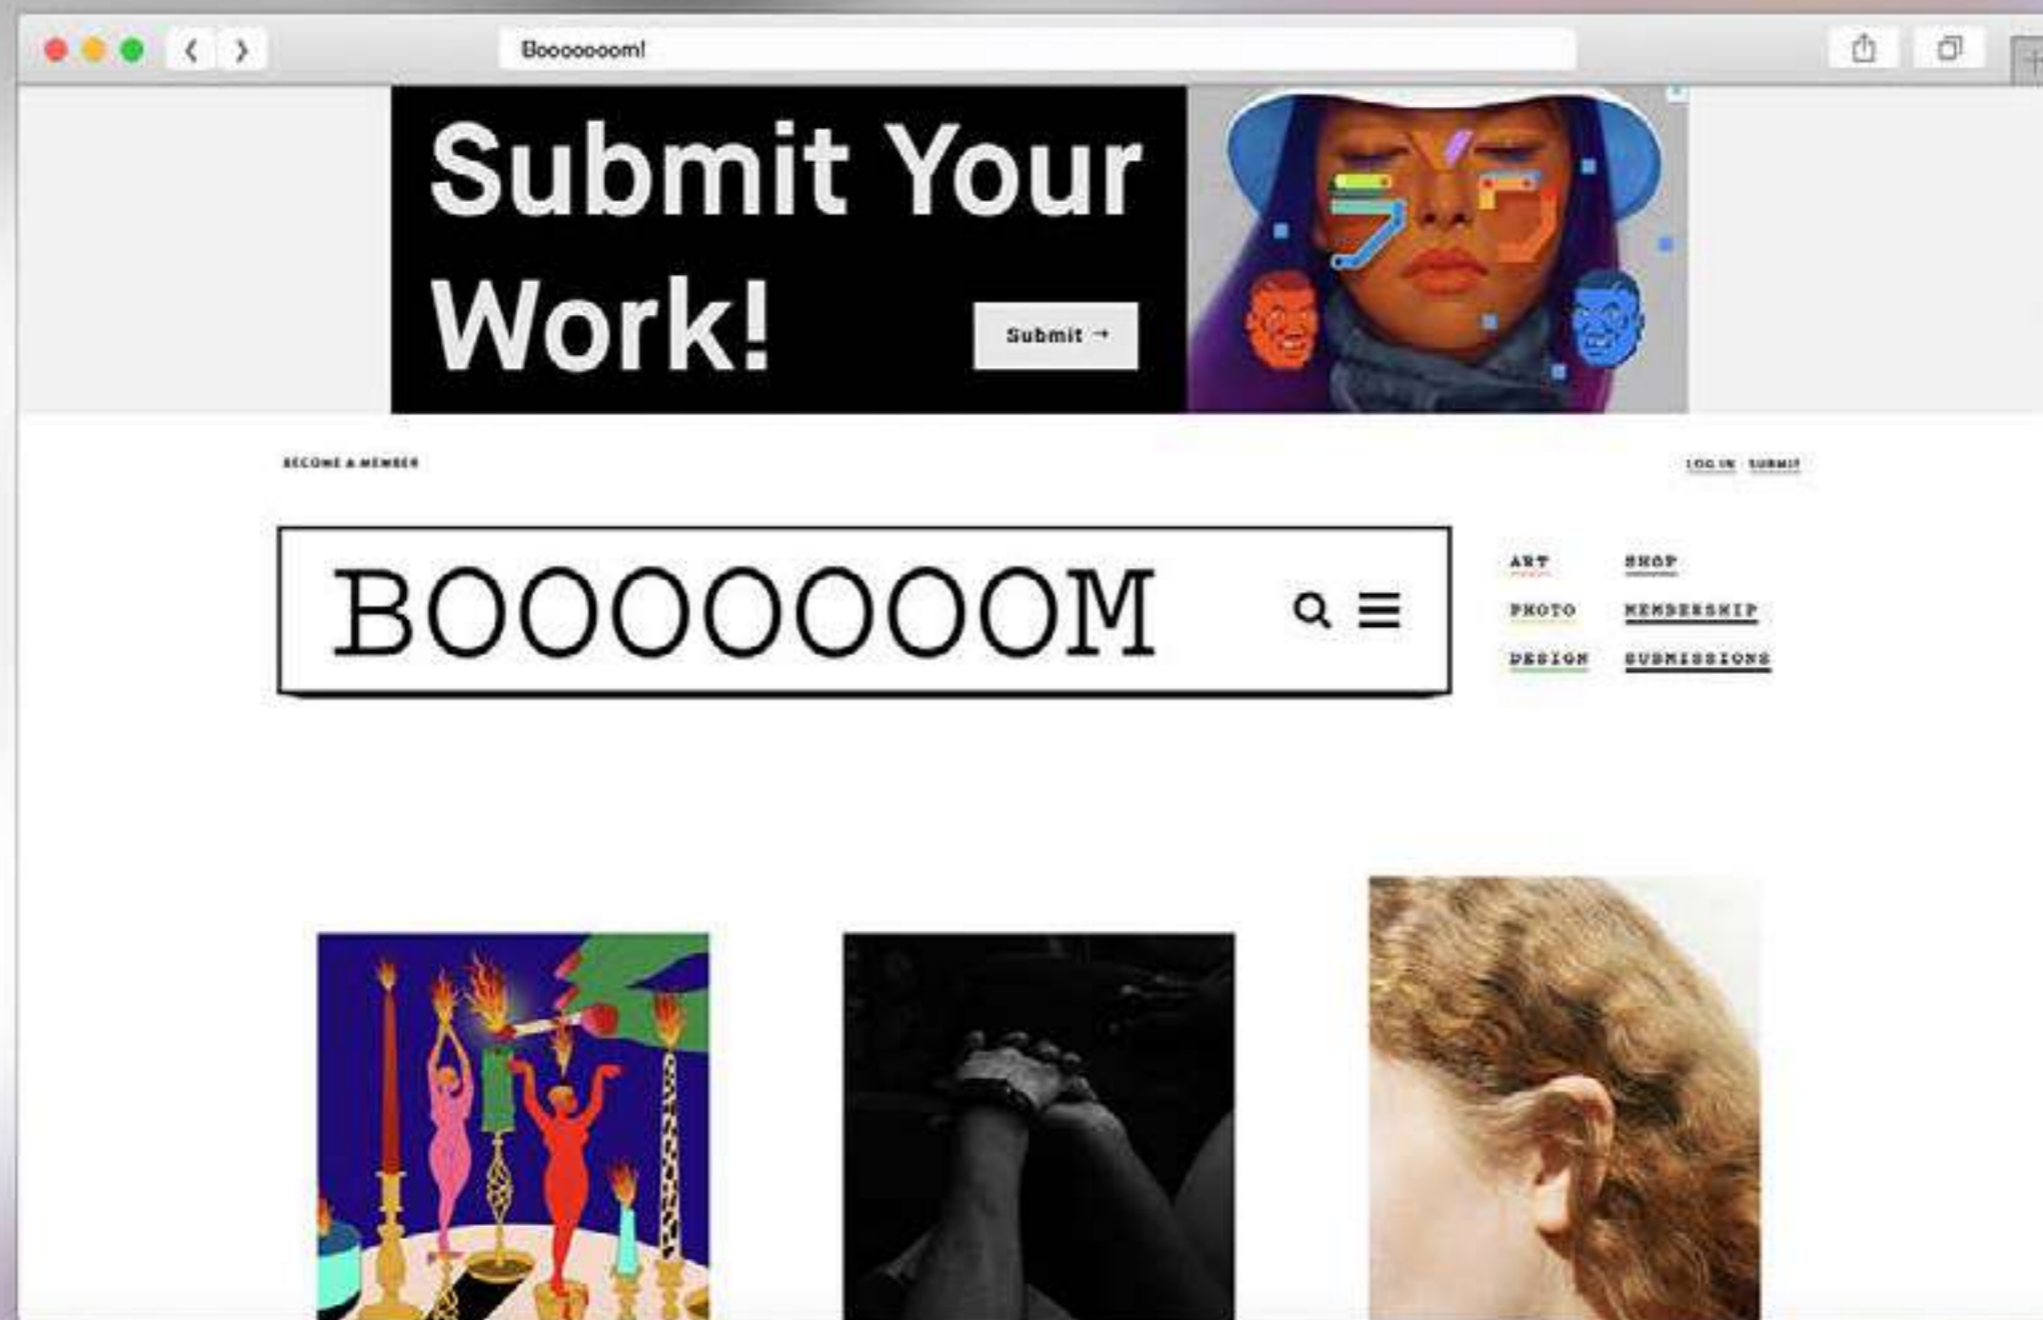 Booooooom!
Submit Your
Work!
Submit →
BECOME A MEMBER
LOG IN SUBMIT
BOOOOOOOM
ART SHOP
PHOTO MEMBERSHIP
DESIGN SUBMISSIONS